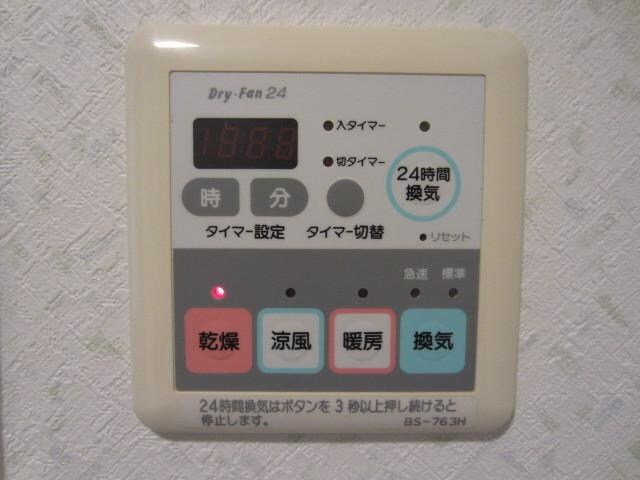 Dry・Fan 24
18:88
入タイマー
切タイマー
24時間
換気
時 分
タイマー設定 タイマー切替
リセット
急速 標準
乾燥 涼風 暖房 換気
24時間換気はボタンを3秒以上押し続けると
停止します。
BS-763H